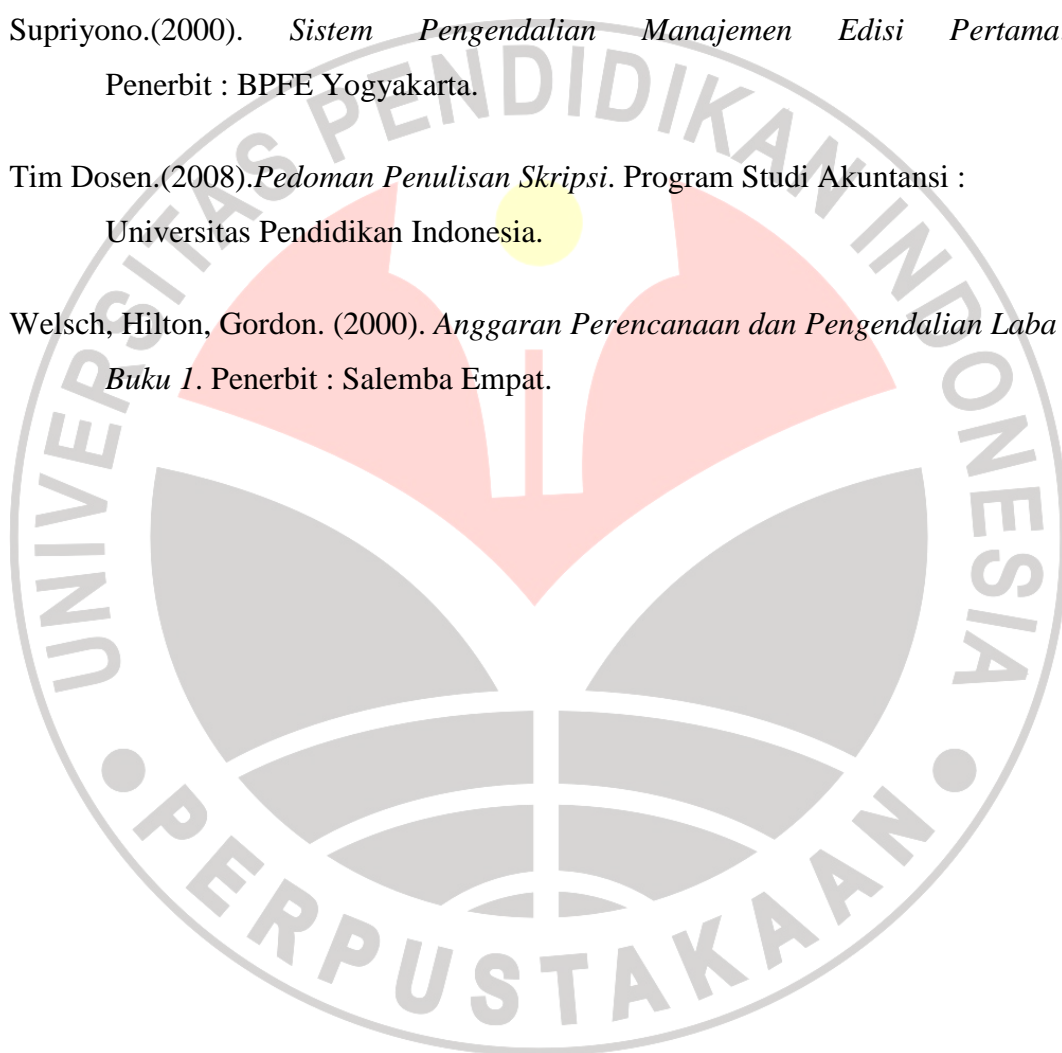 Supriyono.(2000). Sistem Pengendalian Manajemen Edisi Pertama.
Penerbit : BPFE Yogyakarta.
Tim Dosen.(2008).Pedoman Penulisan Skripsi. Program Studi Akuntansi :
Universitas Pendidikan Indonesia.
Welsch, Hilton, Gordon. (2000). Anggaran Perencanaan dan Pengendalian Laba
Buku 1. Penerbit : Salemba Empat.
UNIVERSITAS PENDIDIKAN INDONESIA
PERPUSTAKAAN